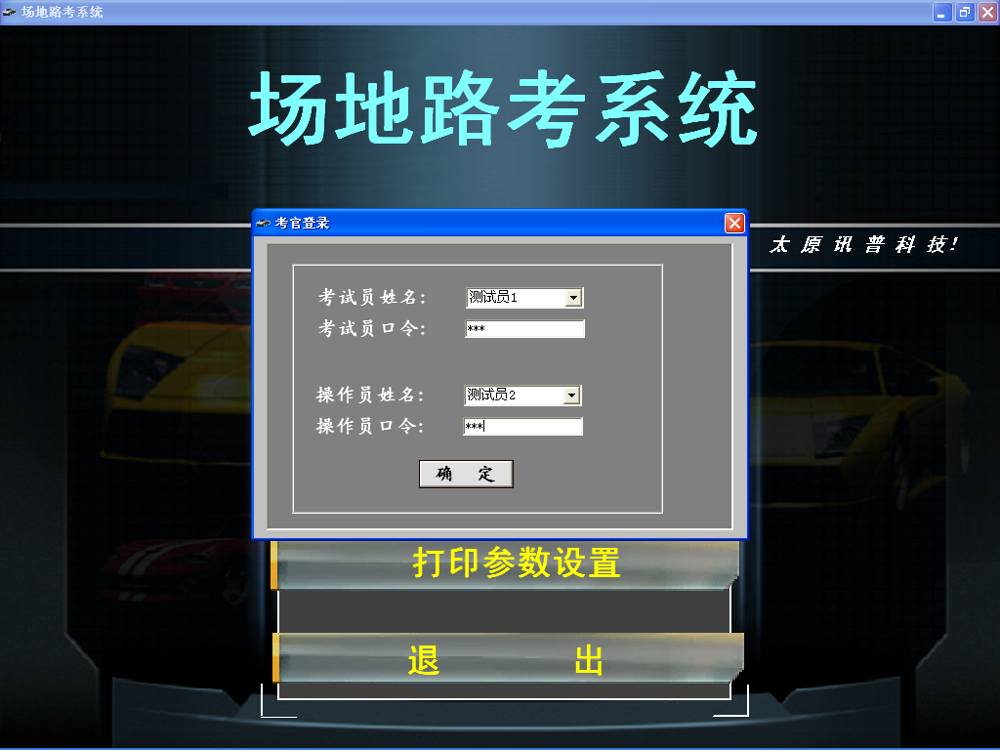 场地路考系统
场地路考系统
考官登录
太原讯普科技!
考试员姓名: 测试员1
考试员口令: ***
操作员姓名: 测试员2
操作员口令: ***
确 定
打印参数设置
退 出